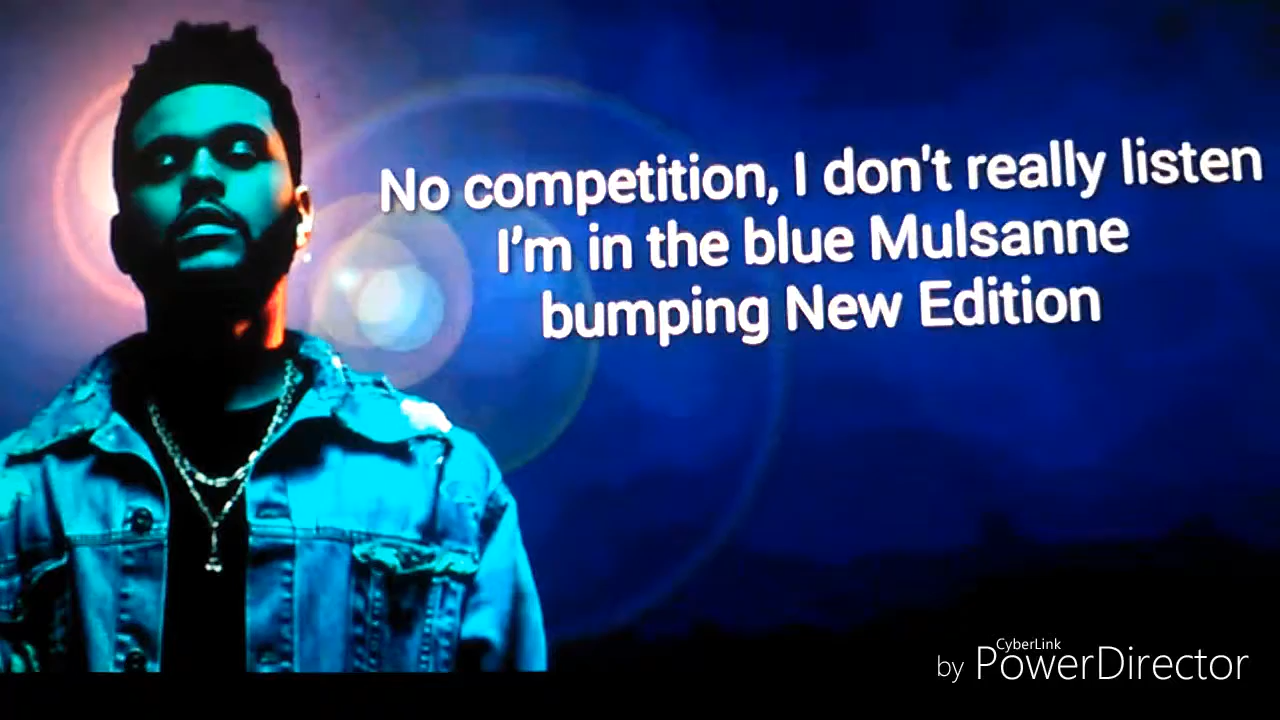 No competition, I don't really listen
I’m in the blue Mulsanne
bumping New Edition
CyberLink
by PowerDirector